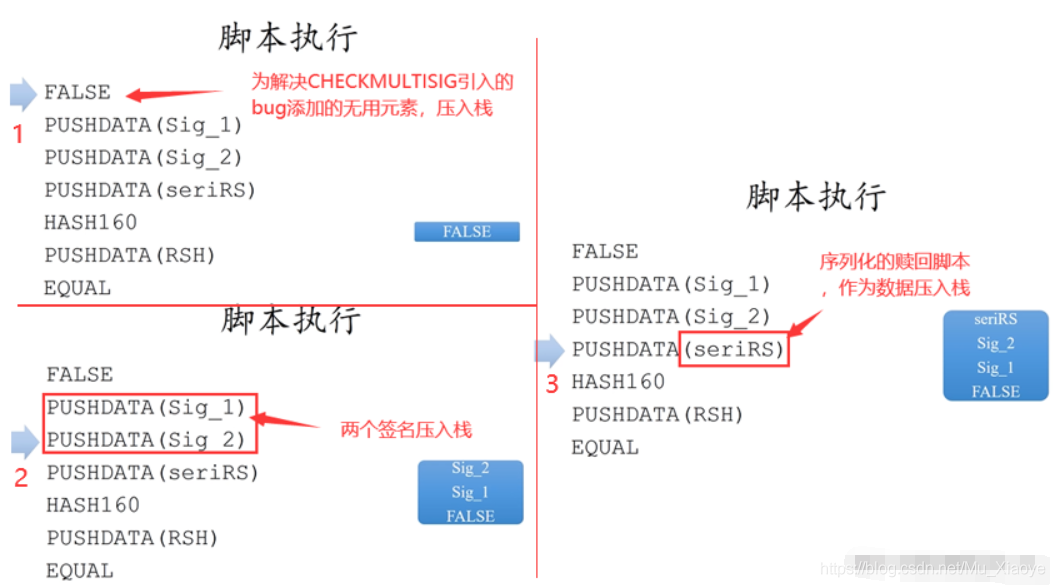 脚本执行
FALSE
为解决CHECKMULTISIG引入的
bug添加的无用元素，压入栈
1
PUSHDATA(Sig_1)
PUSHDATA(Sig_2)
PUSHDATA(seriRS)
HASH160
FALSE
PUSHDATA(RSH)
EQUAL
脚本执行
FALSE
PUSHDATA(Sig_1)
两个签名压入栈
PUSHDATA(Sig 2)
2
PUSHDATA(seriRS)
Sig_2
Sig_1
FALSE
HASH160
PUSHDATA(RSH)
EQUAL
脚本执行
FALSE
序列化的赎回脚本
，作为数据压入栈
PUSHDATA(Sig_1)
PUSHDATA(Sig_2)
PUSHDATA(seriRS)
3
seriRS
Sig_2
Sig_1
FALSE
HASH160
PUSHDATA(RSH)
EQUAL
https://blog.csdn.net/Mu_Xiaoye